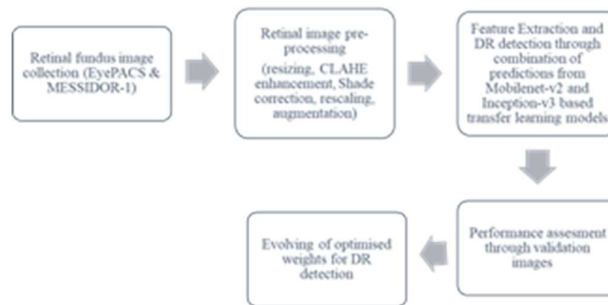 Retinal fundus image
collection (EyePACS &
MESSIDOR-1)
Retinal image pre-
processing
(resizing, CLAHE
enhancement, Shade
correction, rescaling,
augmentation)
Feature Extraction and
DR detection through
combination of
predictions from
Mobilenet-v2 and
Inception-v3 based
transfer learning models
Performance assesment
through validation
images
Evolving of optimised
weights for DR
detection